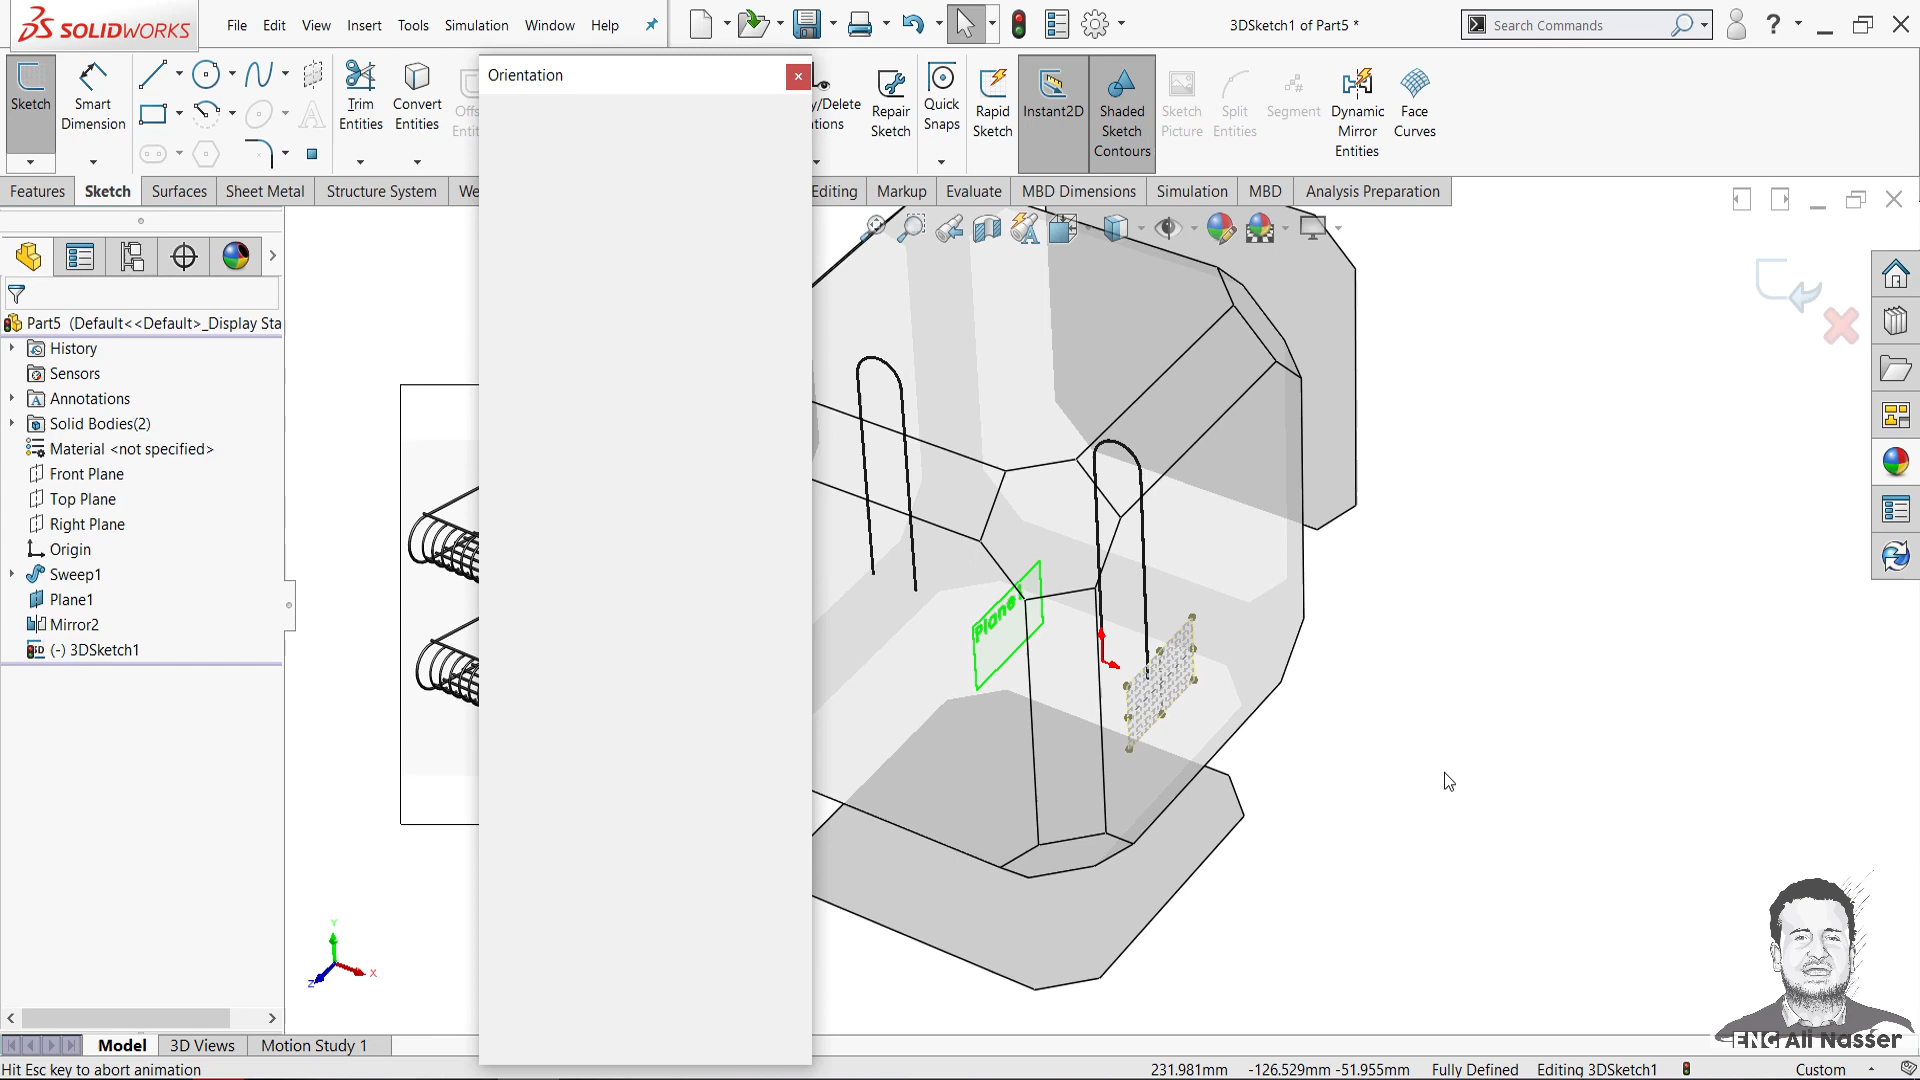 SOLIDWORKS
File Edit View Insert Tools Simulation Window Help
3DSketch1 of Part5 *
Search Commands
?
Sketch
Smart Dimension
Trim Entities
Convert Entities
Orientation
Repair Sketch
Quick Snaps
Rapid Sketch
Instant2D
Shaded Sketch Contours
Sketch Picture
Split Entities
Segment
Dynamic Mirror Entities
Face Curves
y/Delete
Features Sketch Surfaces Sheet Metal Structure System We Editing Markup Evaluate MBD Dimensions Simulation MBD Analysis Preparation
Part5 (Default<<Default>_Display Sta
History
Sensors
Annotations
Solid Bodies(2)
Material <not specified>
Front Plane
Top Plane
Right Plane
Origin
Sweep1
Plane1
Mirror2
(-) 3DSketch1
Plane
Y
X
Z
Model 3D Views Motion Study 1
ENG Ali Nasser
Hit Esc key to abort animation
231.981mm -126.529mm -51.955mm Fully Defined Editing 3DSketch1 Custom